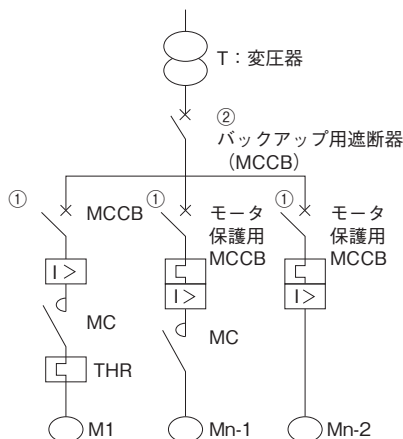 T：変圧器
②
バックアップ用遮断器
（MCCB）
①
MCCB
①
モータ
保護用
MCCB
①
モータ
保護用
MCCB
I＞
I＞
I＞
MC
MC
THR
M1
Mn-1
Mn-2